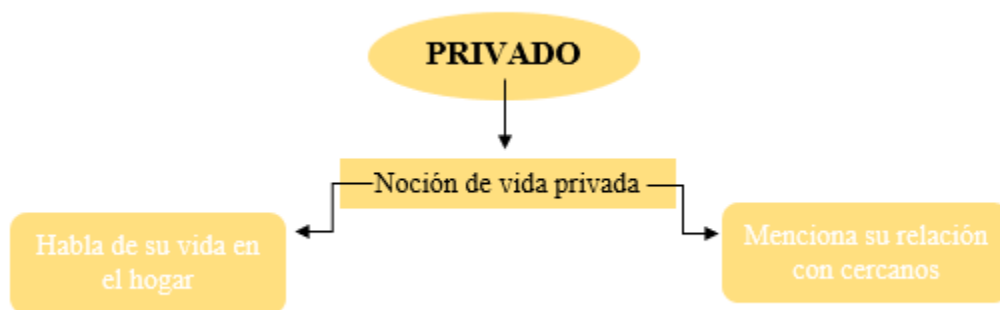 PRIVADO
Noción de vida privada
Habla de su vida en
el hogar
Menciona su relación
con cercanos